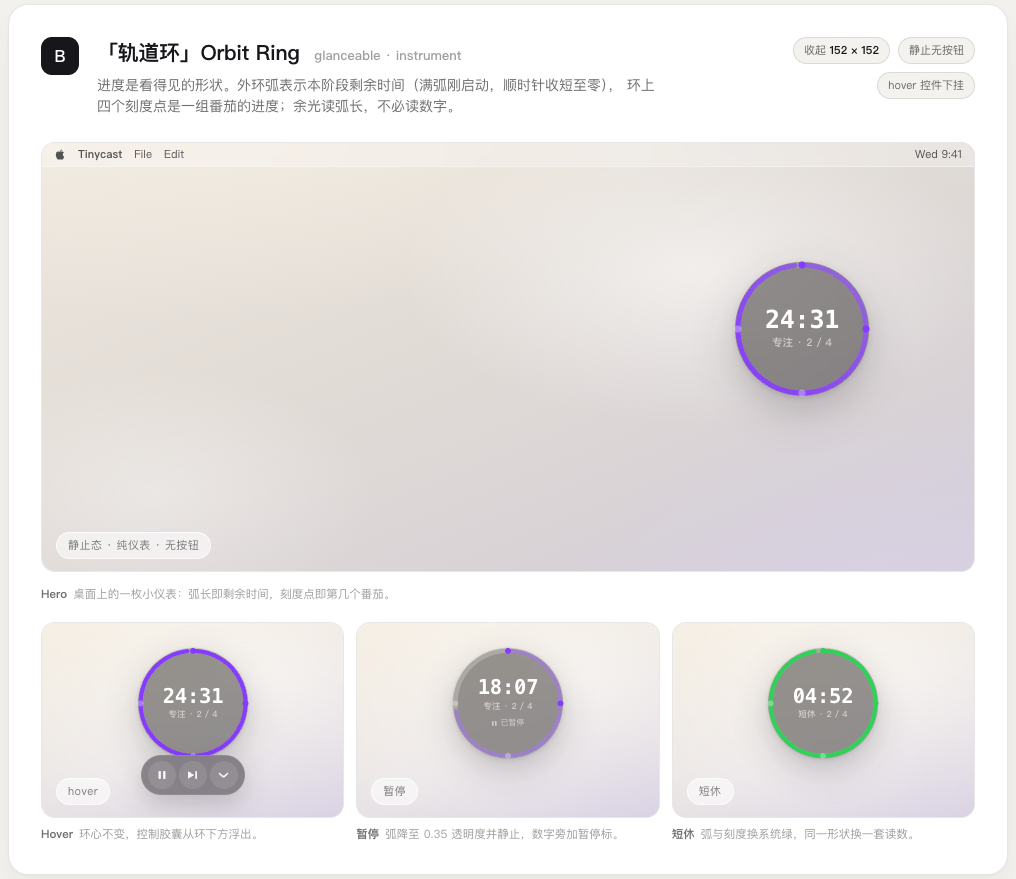 B
「轨道环」Orbit Ring glanceable · instrument
收起 152 × 152
静止无按钮
进度是看得见的形状。外环弧表示本阶段剩余时间（满弧刚启动，顺时针收短至零）， 环上
四个刻度点是一组番茄的进度；余光读弧长，不必读数字。
hover 控件下挂
Tinycast File Edit
Wed 9:41
24:31
专注 · 2 / 4
静止态 · 纯仪表 · 无按钮
Hero 桌面上的一枚小仪表：弧长即剩余时间，刻度点即第几个番茄。
24:31
专注 · 2 / 4
hover
Hover 环心不变，控制胶囊从环下方浮出。
18:07
专注 · 2 / 4
已暂停
暂停
暂停 弧降至 0.35 透明度并静止，数字旁加暂停标。
04:52
短休 · 2 / 4
短休
短休 弧与刻度换系统绿，同一形状换一套读数。